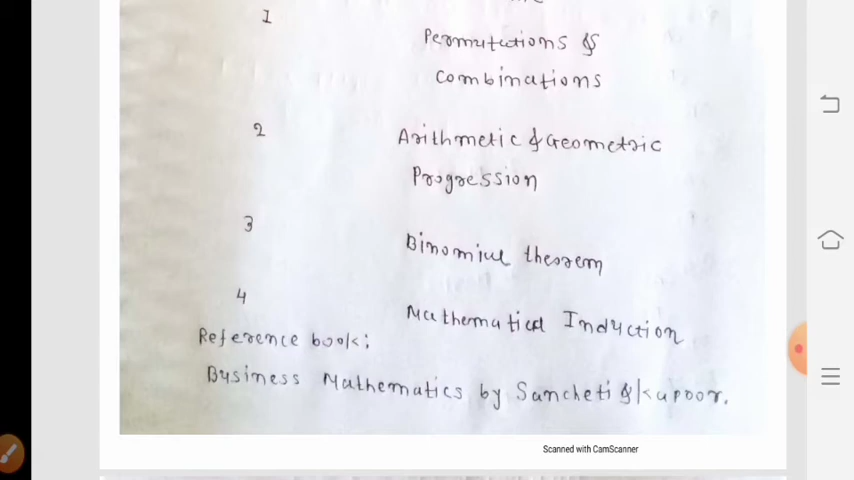 1
Permutations &
Combinations
2
Arithmetic & Geometric
Progression
3
Binomial theorem
4
Mathematical Induction
Reference book:
Business Mathematics by Sancheti & Kapoor.
Scanned with CamScanner